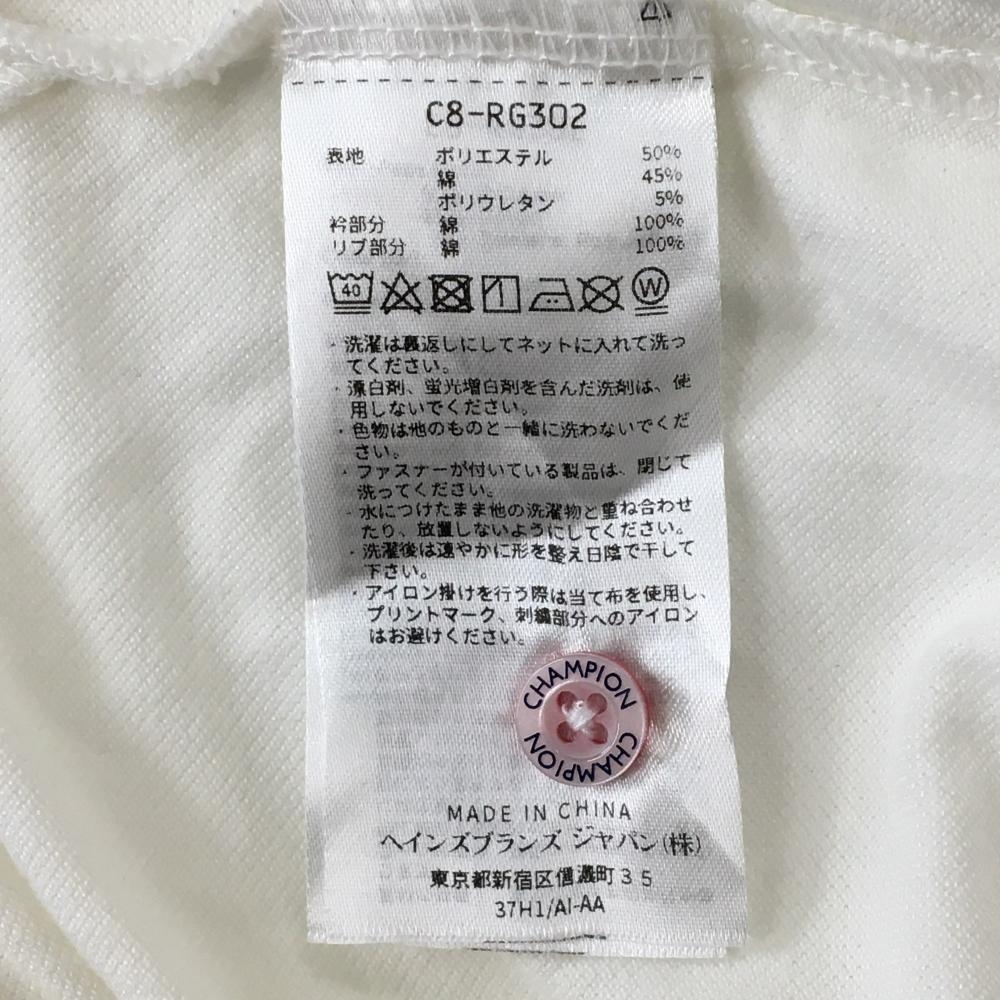 C8-RG302
表地 ポリエステル 50%
綿 45%
ポリウレタン 5%
衿部分 綿 100%
リブ部分 綿 100%
40 W
・洗濯は裏返しにしてネットに入れて洗っ
てください。
・漂白剤、蛍光増白剤を含んだ洗剤は、使
用しないでください。
・色物は他のものと一緒に洗わないでくだ
さい。
・ファスナーが付いている製品は、閉じて
洗ってください。
・水につけたまま他の洗濯物と重ね合わせ
たり、放置しないようにしてください。
・洗濯後は速やかに形を整え日陰で干して
下さい。
・アイロン掛けを行う際は当て布を使用し、
プリントマーク、刺繍部分へのアイロン
はお避けください。
CHAMPION
CHAMPION
MADE IN CHINA
ヘインズブランズ ジャパン(株)
東京都新宿区信濃町35
37H1/AI-AA